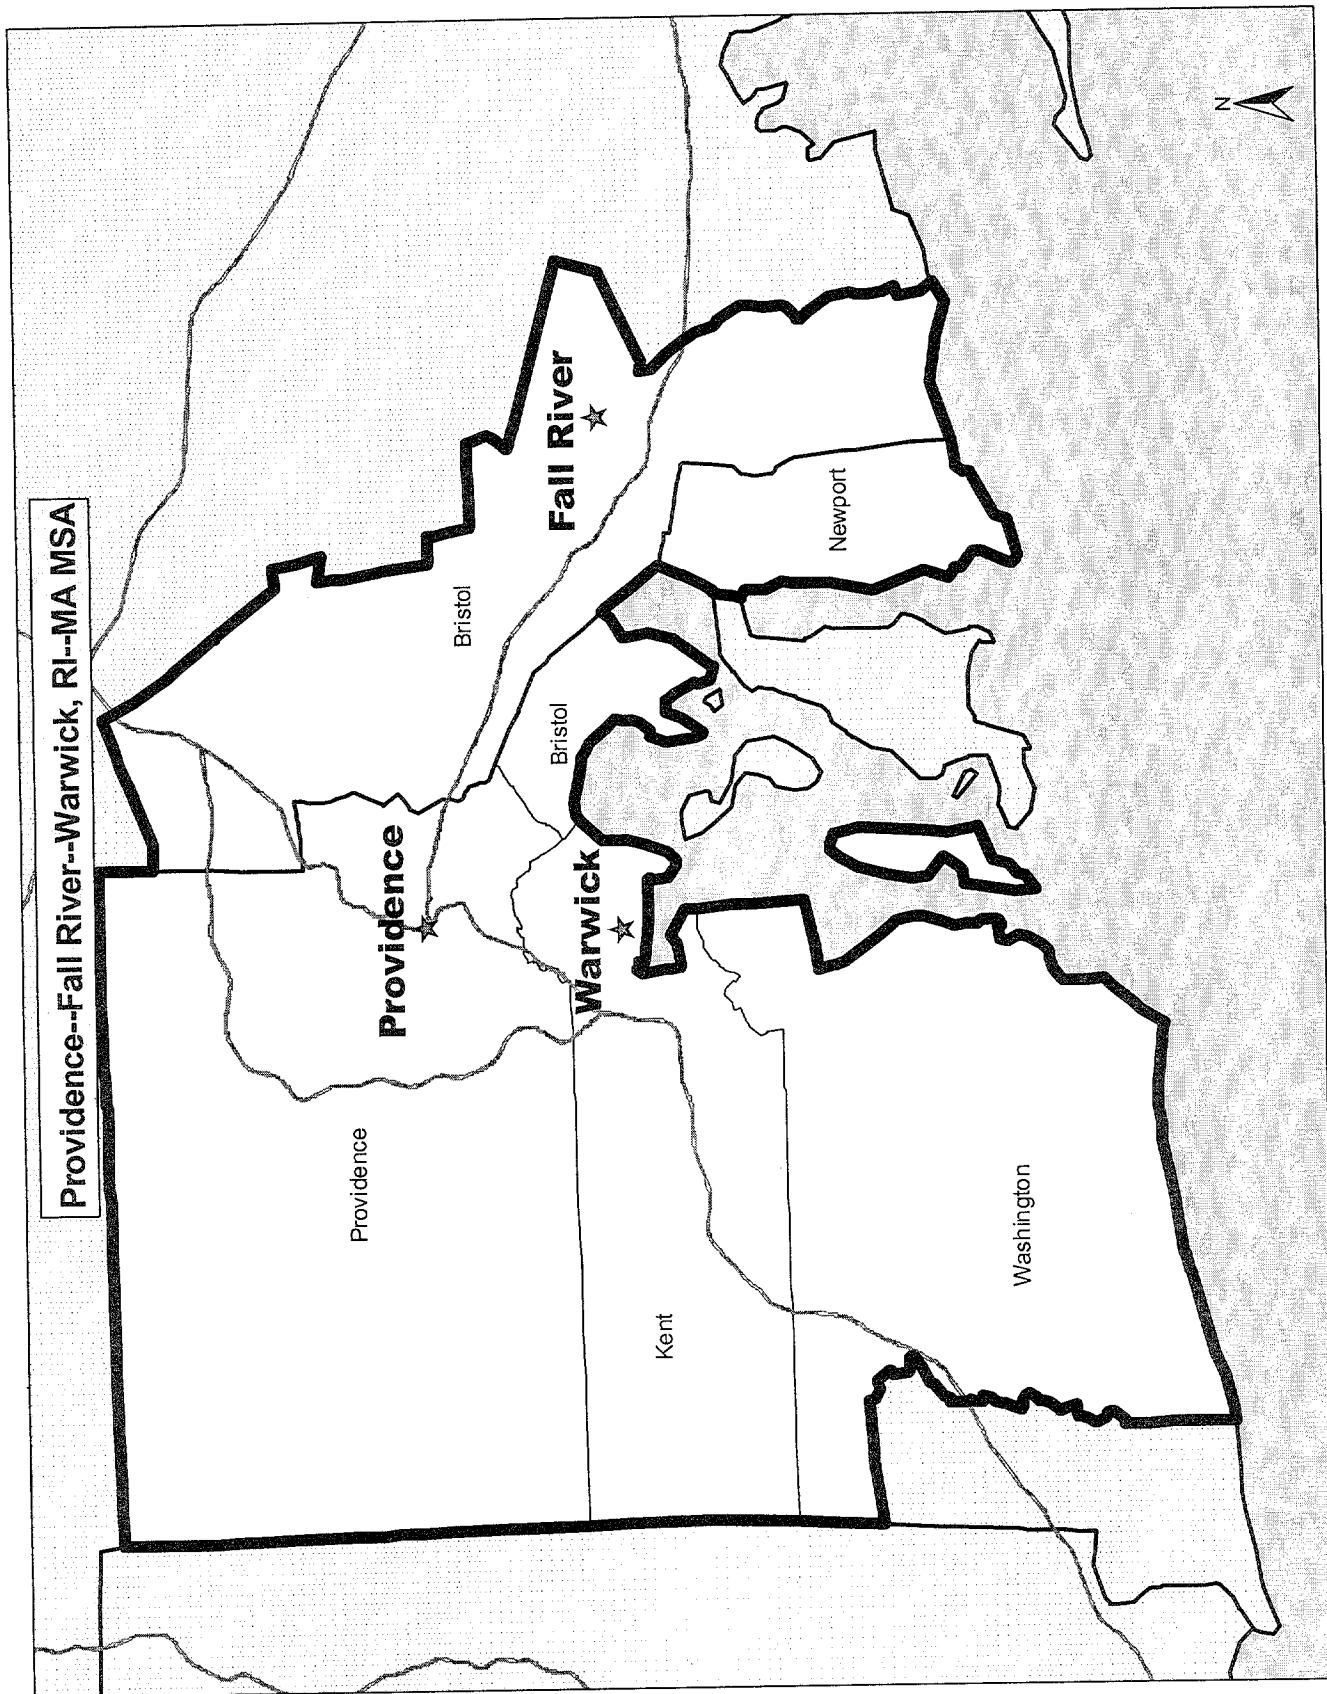 Providence--Fall River--Warwick, RI--MA MSA
N
Providence
Providence
Bristol
Fall River
Bristol
Warwick
Kent
Newport
Washington